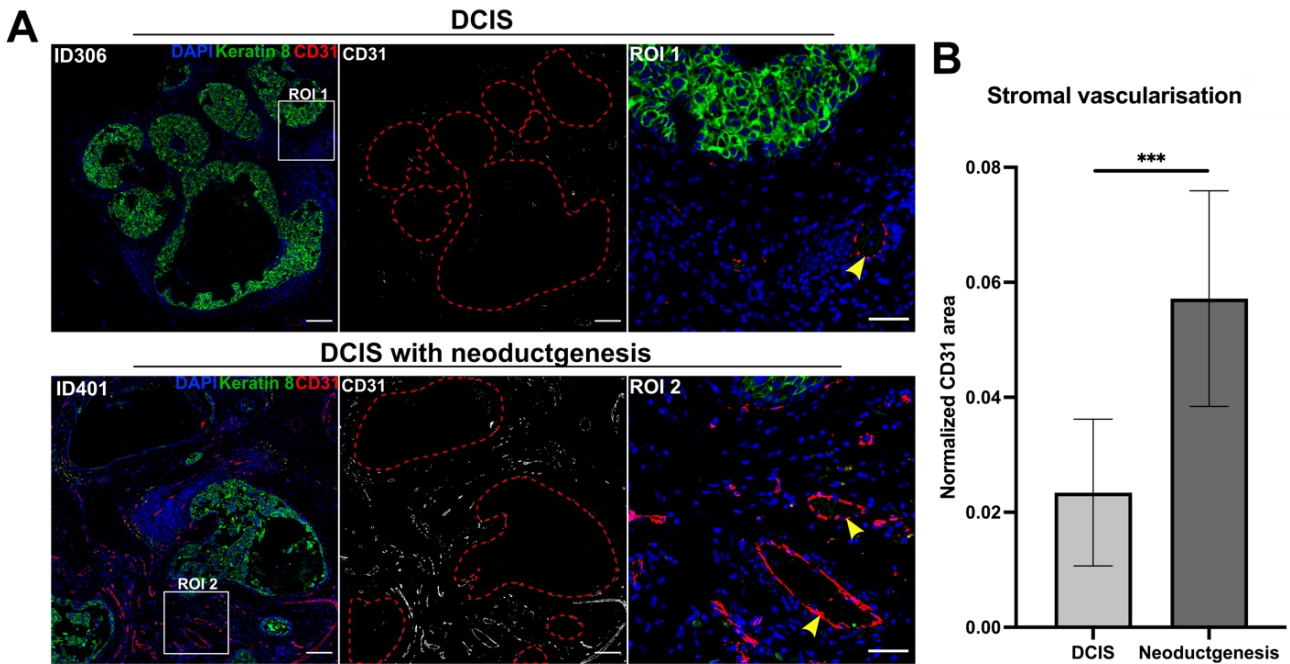 A
DCIS
ID306
DAPI Keratin 8 CD31
ROI 1
CD31
ROI 1
DCIS with neoductgenesis
ID401
DAPI Keratin 8 CD31
ROI 2
CD31
ROI 2
B
Stromal vascularisation
***
Normalized CD31 area
0.08
0.06
0.04
0.02
0.00
DCIS
Neoductgenesis